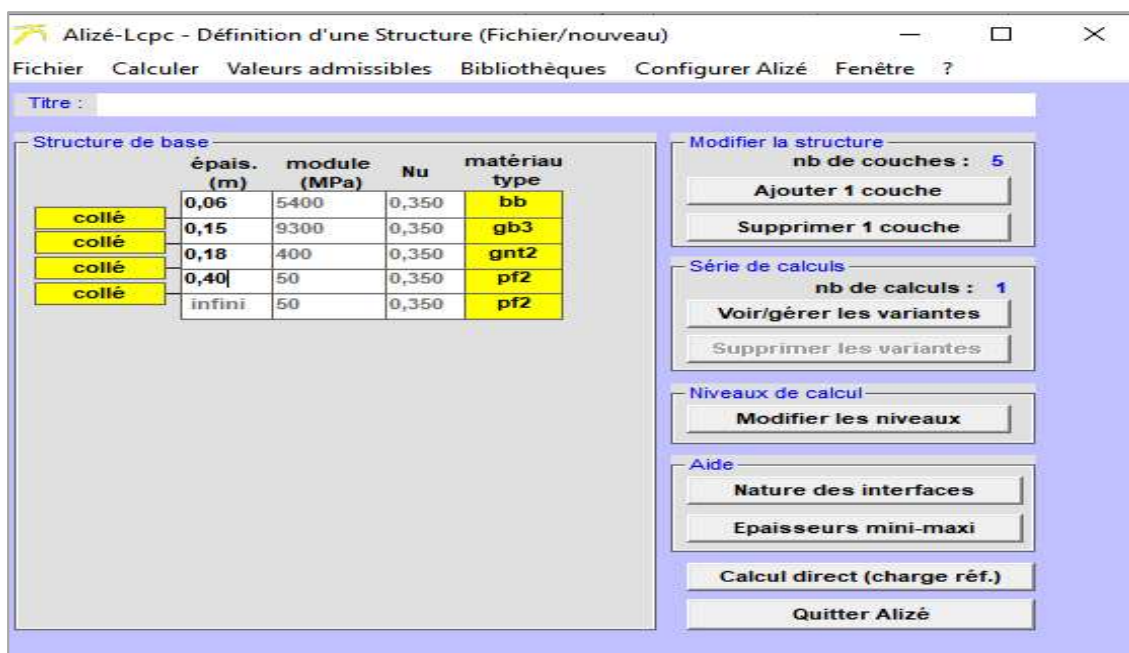 Alizé-Lcpc - Définition d'une Structure (Fichier/nouveau)
Fichier Calculer Valeurs admissibles Bibliothèques Configurer Alizé Fenêtre ?
Titre :
Structure de base
épais. (m) module (MPa) Nu matériau type
0,06 5400 0,350 bb
collé
0,15 9300 0,350 gb3
collé
0,18 400 0,350 gnt2
collé
0,40 50 0,350 pf2
collé
infini 50 0,350 pf2
Modifier la structure
nb de couches : 5
Ajouter 1 couche
Supprimer 1 couche
Série de calculs
nb de calculs : 1
Voir/gérer les variantes
Supprimer les variantes
Niveaux de calcul
Modifier les niveaux
Aide
Nature des interfaces
Epaisseurs mini-maxi
Calcul direct (charge réf.)
Quitter Alizé